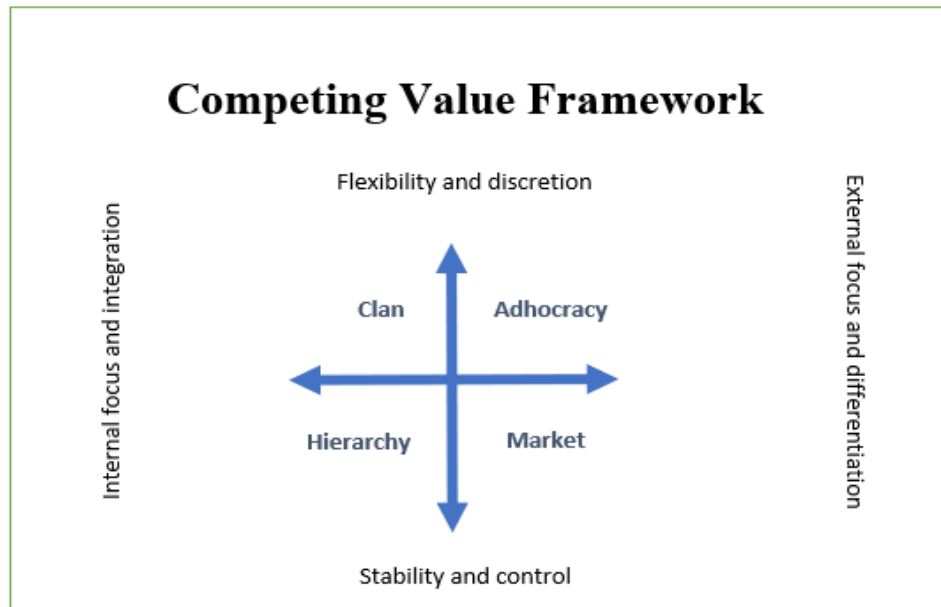 Competing Value Framework
Flexibility and discretion
Internal focus and integration
External focus and differentiation
Clan
Adhocracy
Hierarchy
Market
Stability and control